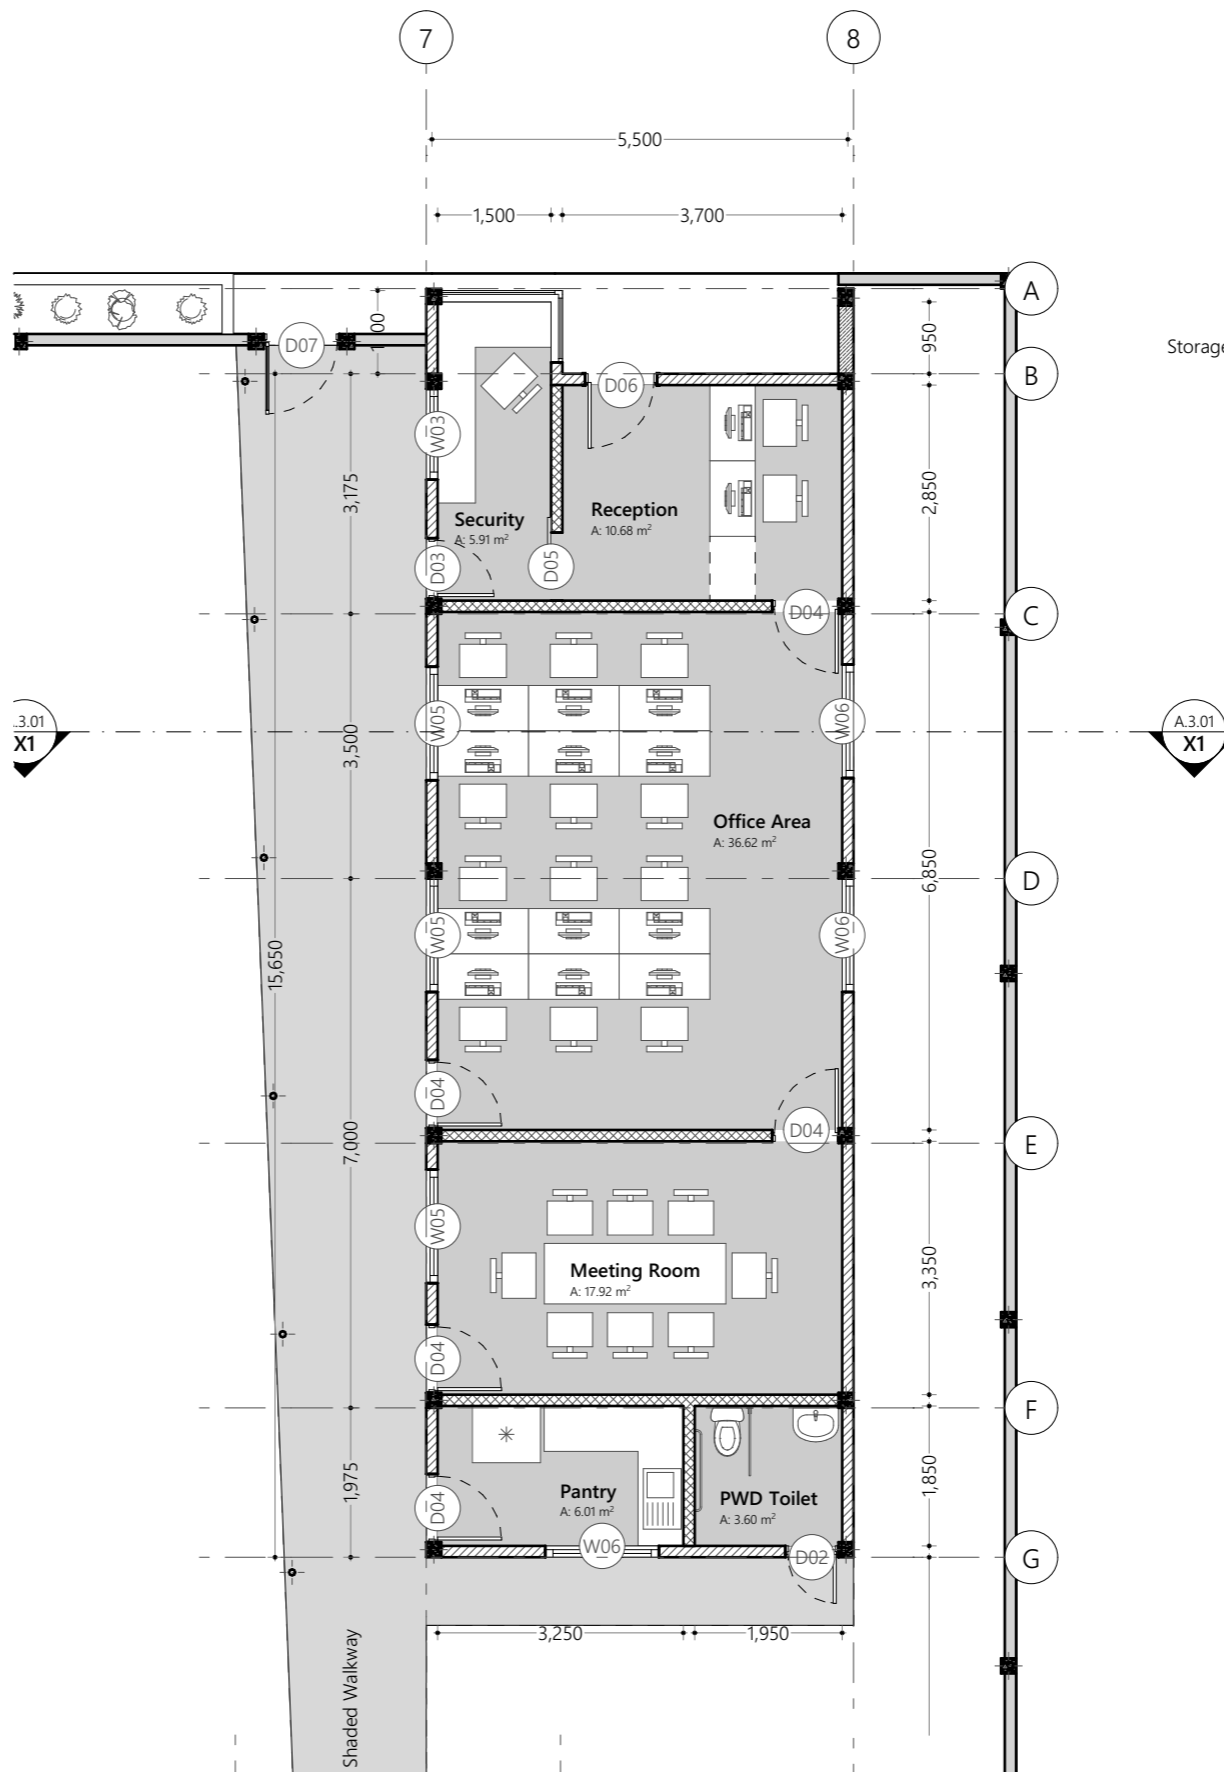 7
8
5,500
1,500
3,700
A
D07
00
950
Storage
B
D06
W03
3,175
2,850
Security
A: 5.91 m²
Reception
A: 10.68 m²
D03
D05
C
D04
.3.01
X1
W05
W06
A.3.01
X1
3,500
Office Area
A: 36.62 m²
6,850
D
W05
W06
15,650
D04
7,000
D04
E
W05
Meeting Room
A: 17.92 m²
3,350
D04
F
1,975
Pantry
A: 6.01 m²
PWD Toilet
A: 3.60 m²
1,850
D04
W06
D02
G
3,250
1,950
Shaded Walkway